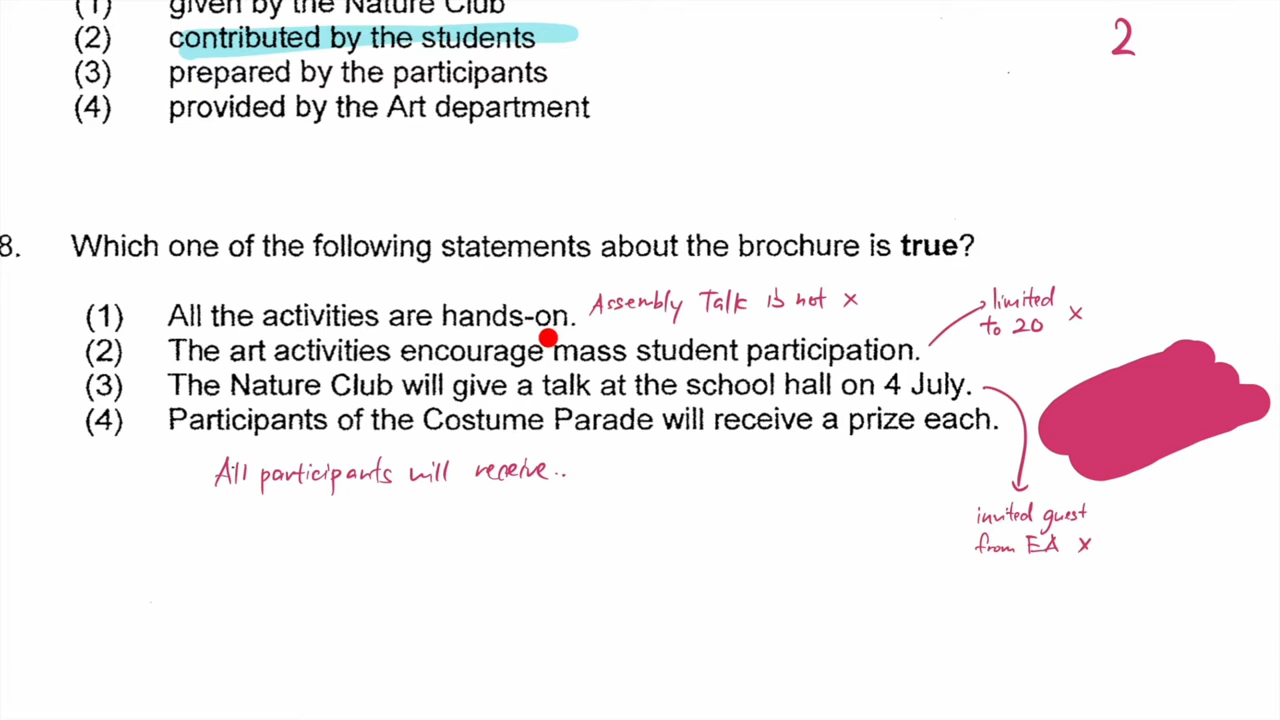 (1) given by the Nature Club
(2) contributed by the students
2
(3) prepared by the participants
(4) provided by the Art department
8. Which one of the following statements about the brochure is true?
(1) All the activities are hands-on. Assembly Talk is not x
limited
to 20 x
(2) The art activities encourage mass student participation.
(3) The Nature Club will give a talk at the school hall on 4 July.
(4) Participants of the Costume Parade will receive a prize each.
All participants will receive..
invited guest
from EA x